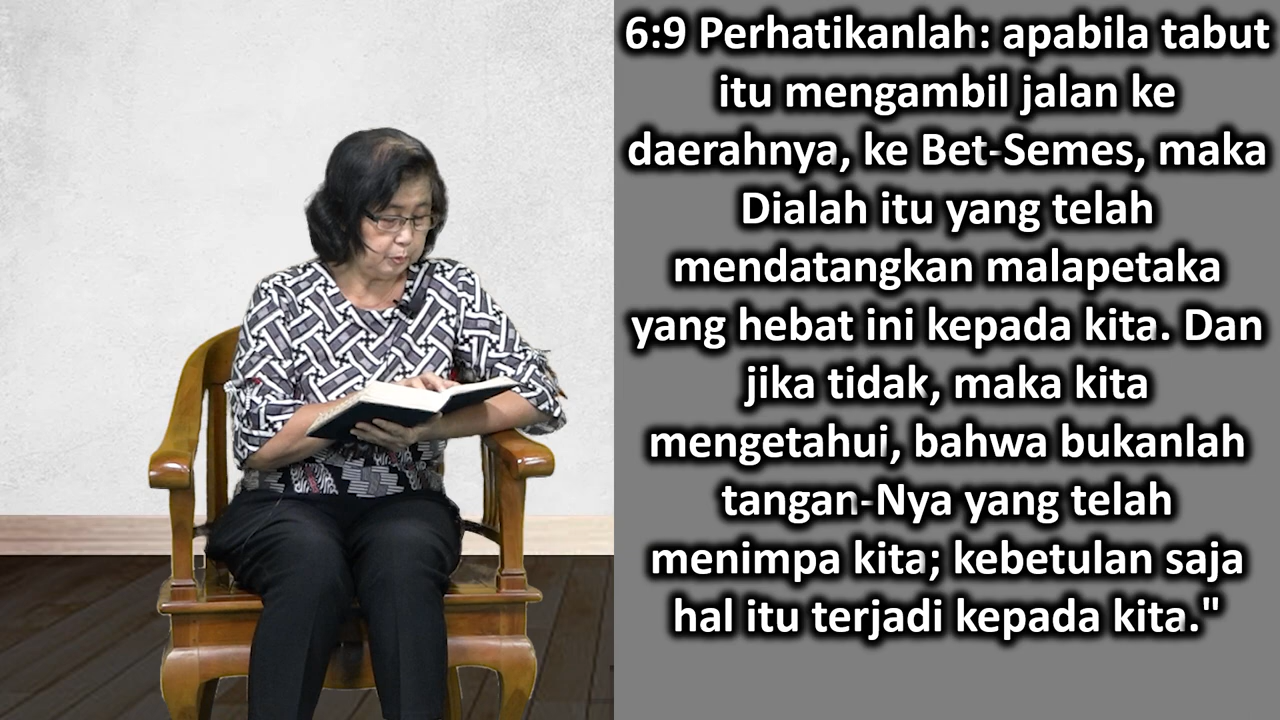 6:9 Perhatikanlah: apabila tabut
itu mengambil jalan ke
daerahnya, ke Bet-Semes, maka
Dialah itu yang telah
mendatangkan malapetaka
yang hebat ini kepada kita. Dan
jika tidak, maka kita
mengetahui, bahwa bukanlah
tangan-Nya yang telah
menimpa kita; kebetulan saja
hal itu terjadi kepada kita."